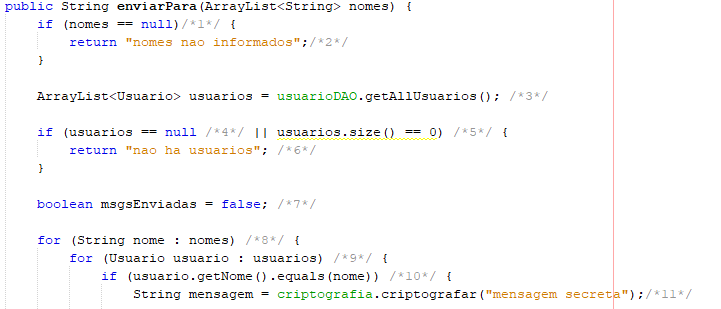 public String enviarPara(ArrayList<String> nomes) {
if (nomes == null)/*1*/ {
return "nomes nao informados";/*2*/
}
ArrayList<Usuario> usuarios = usuarioDAO.getAllUsuarios(); /*3*/
if (usuarios == null /*4*/ || usuarios.size() == 0) /*5*/ {
return "nao ha usuarios"; /*6*/
}
boolean msgsEnviadas = false; /*7*/
for (String nome : nomes) /*8*/ {
for (Usuario usuario : usuarios) /*9*/ {
if (usuario.getNome().equals(nome)) /*10*/ {
String mensagem = criptografia.criptografar("mensagem secreta");/*11*/